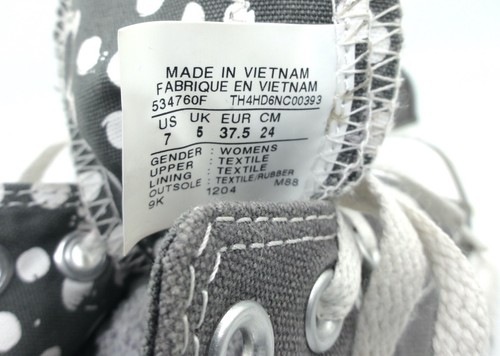 MADE IN VIETNAM
FABRIQUE EN VIETNAM
534760F TH4HD6NC00393
US UK EUR CM
7 5 37.5 24
GENDER : WOMENS
UPPER : TEXTILE
LINING : TEXTILE
OUTSOLE : TEXTILE/RUBBER
9K 1204 M88